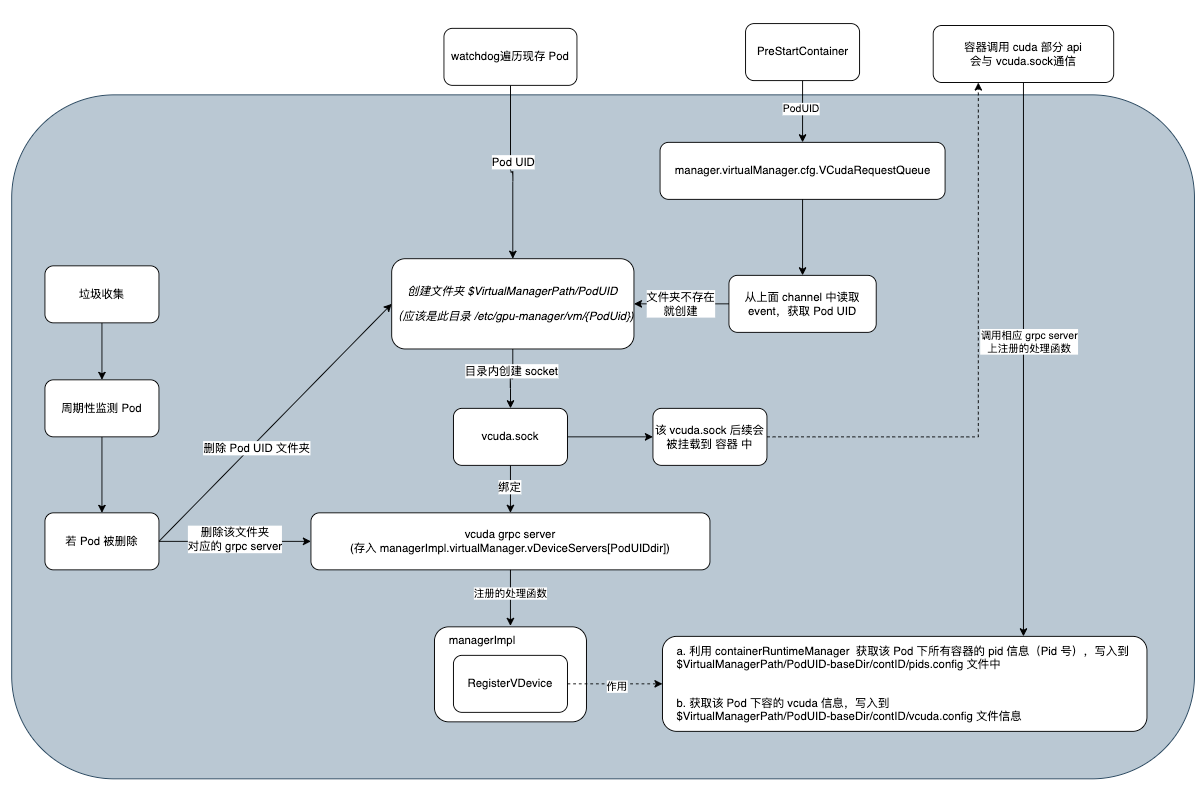 watchdog遍历现存 Pod
PreStartContainer
容器调用 cuda 部分 api
会与 vcuda.sock通信
PodUID
Pod UID
manager.virtualManager.cfg.VCudaRequestQueue
垃圾收集
创建文件夹 $VirtualManagerPath/PodUID
(应该是此目录 /etc/gpu-manager/vm/{PodUid})
文件夹不存在
就创建
从上面 channel 中读取
event，获取 Pod UID
调用相应 grpc server
上注册的处理函数
目录内创建 socket
周期性监测 Pod
vcuda.sock
该 vcuda.sock 后续会
被挂载到 容器 中
删除 Pod UID 文件夹
绑定
若 Pod 被删除
删除该文件夹
对应的 grpc server
vcuda grpc server
(存入 managerImpl.virtualManager.vDeviceServers[PodUIDdir])
注册的处理函数
managerImpl
RegisterVDevice
作用
a. 利用 containerRuntimeManager 获取该 Pod 下所有容器的 pid 信息（Pid 号），写入到
$VirtualManagerPath/PodUID-baseDir/contID/pids.config 文件中
b. 获取该 Pod 下容的 vcuda 信息，写入到
$VirtualManagerPath/PodUID-baseDir/contID/vcuda.config 文件信息